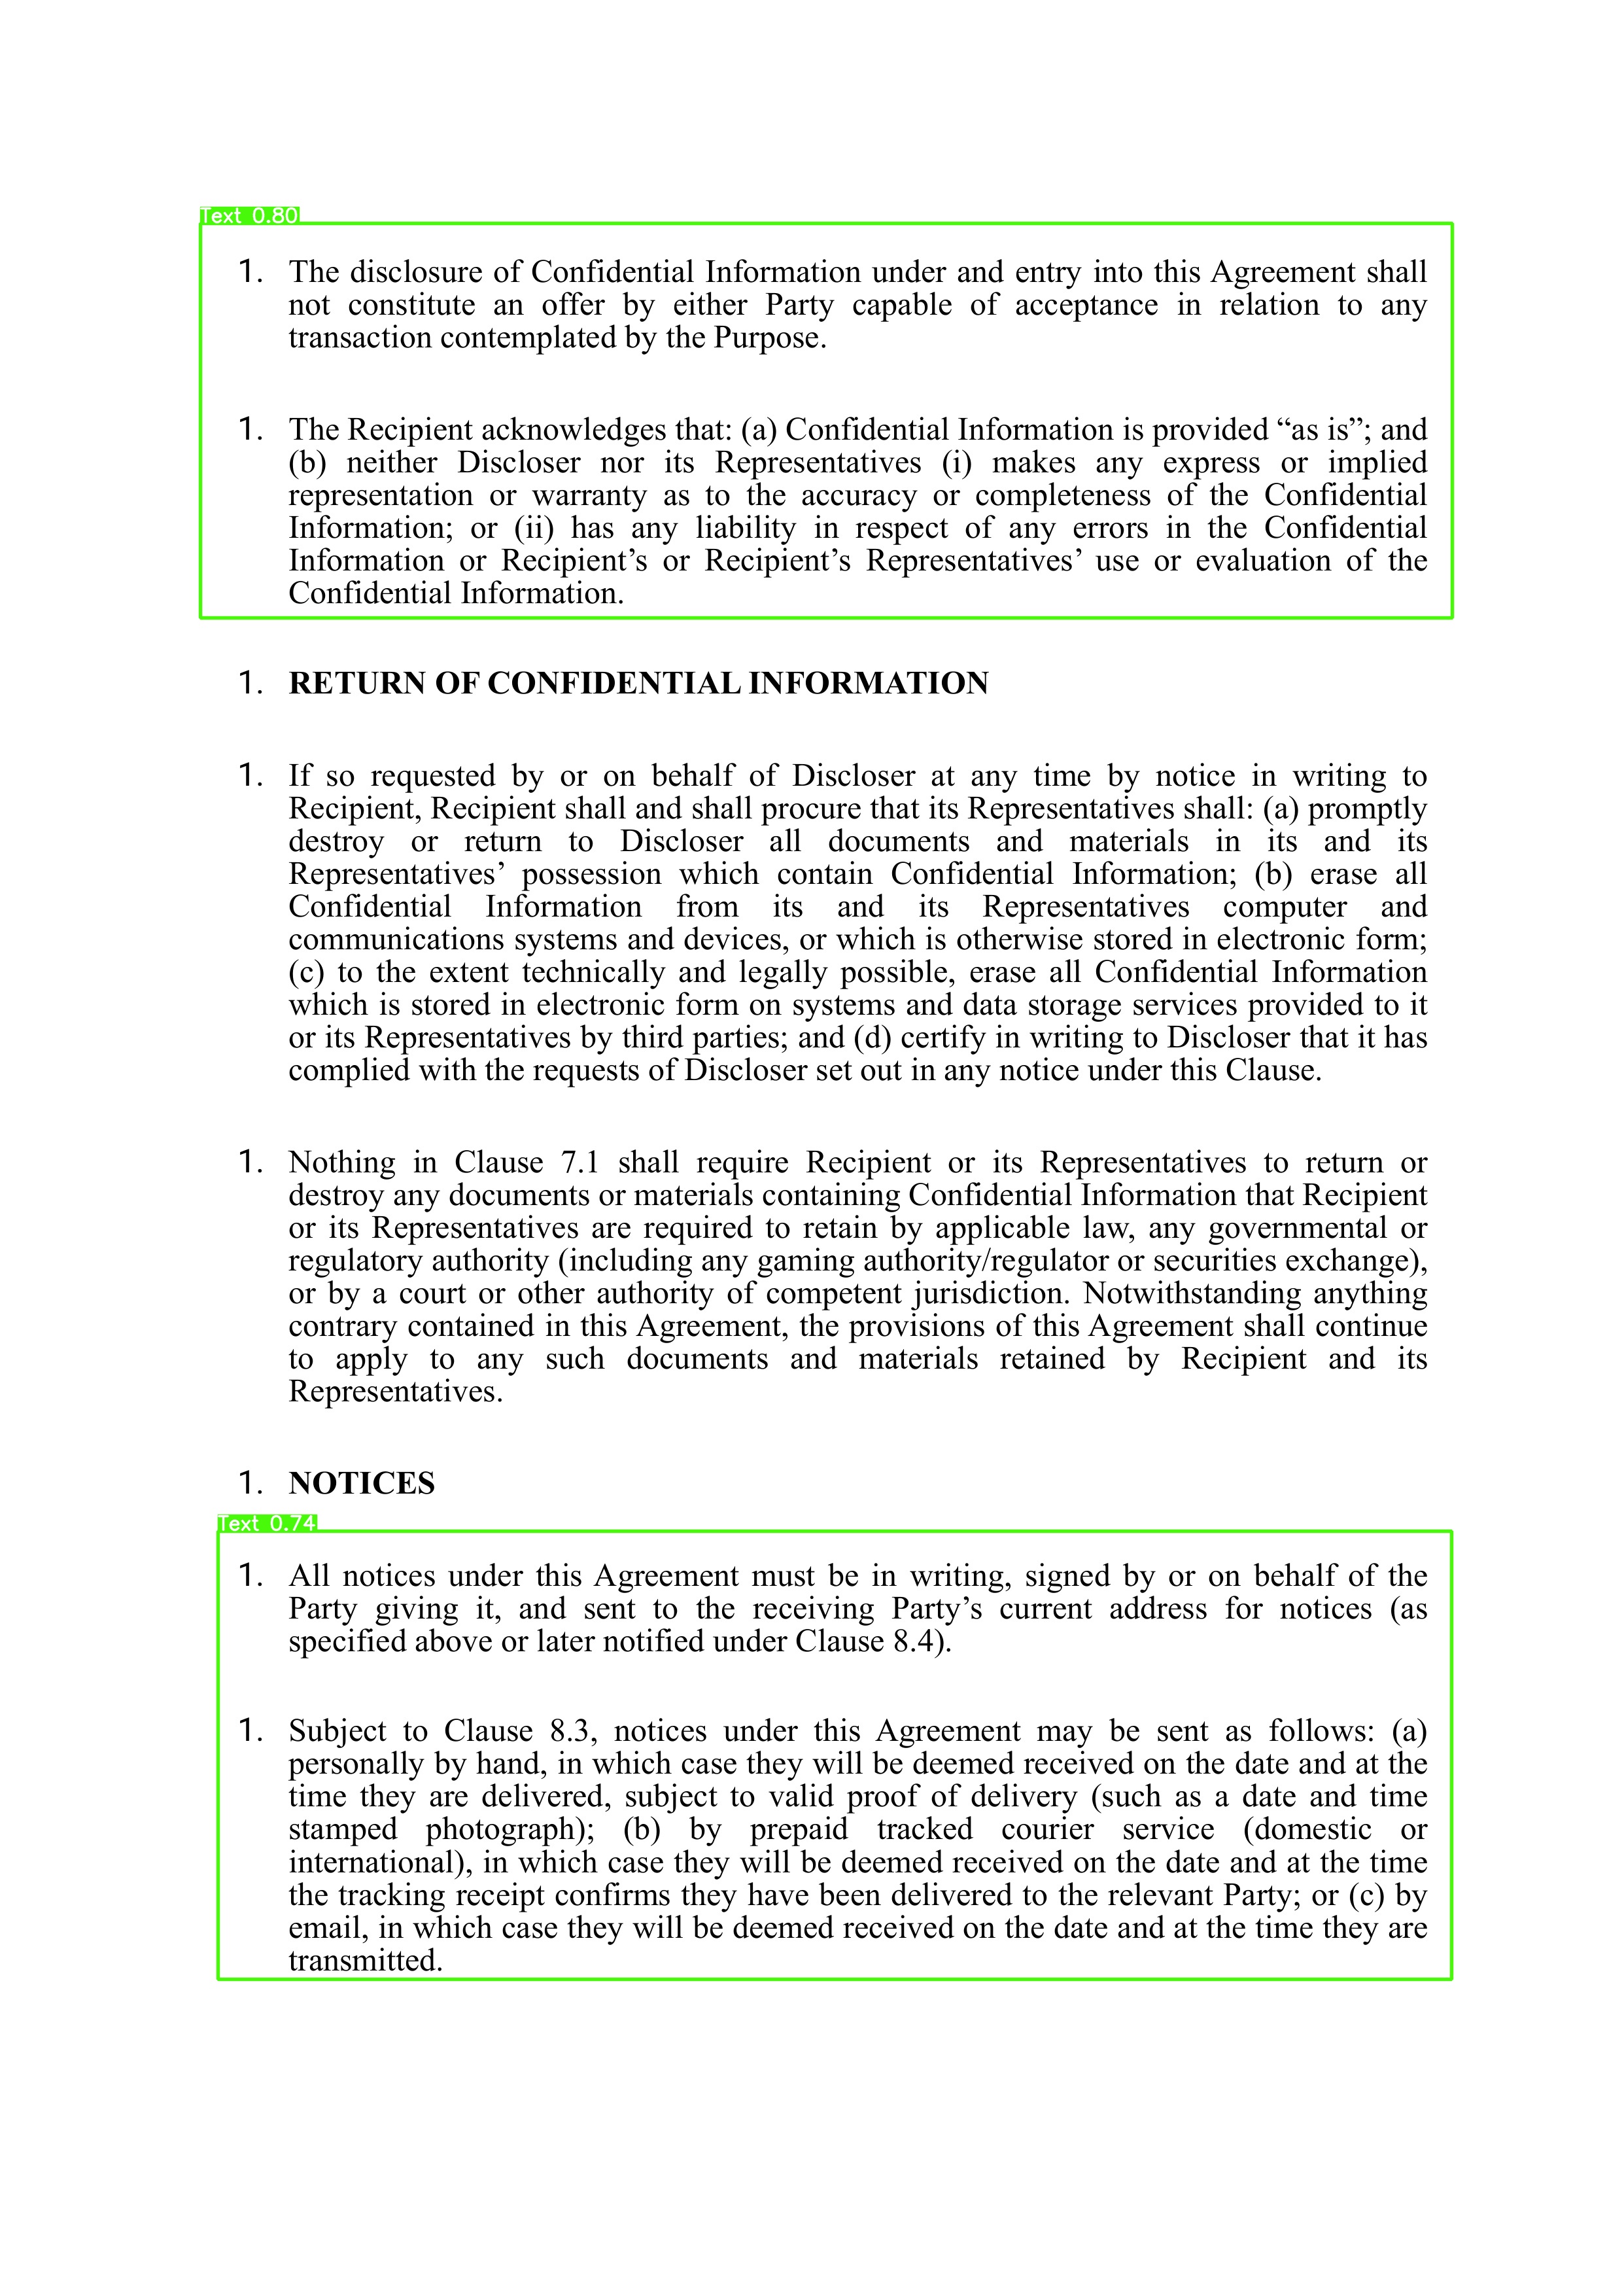 Text 0.80
1. The disclosure of Confidential Information under and entry into this Agreement shall
not constitute an offer by either Party capable of acceptance in relation to any
transaction contemplated by the Purpose.
1. The Recipient acknowledges that: (a) Confidential Information is provided “as is”; and
(b) neither Discloser nor its Representatives (i) makes any express or implied
representation or warranty as to the accuracy or completeness of the Confidential
Information; or (ii) has any liability in respect of any errors in the Confidential
Information or Recipient’s or Recipient’s Representatives’ use or evaluation of the
Confidential Information.
1. RETURN OF CONFIDENTIAL INFORMATION
1. If so requested by or on behalf of Discloser at any time by notice in writing to
Recipient, Recipient shall and shall procure that its Representatives shall: (a) promptly
destroy or return to Discloser all documents and materials in its and its
Representatives’ possession which contain Confidential Information; (b) erase all
Confidential Information from its and its Representatives computer and
communications systems and devices, or which is otherwise stored in electronic form;
(c) to the extent technically and legally possible, erase all Confidential Information
which is stored in electronic form on systems and data storage services provided to it
or its Representatives by third parties; and (d) certify in writing to Discloser that it has
complied with the requests of Discloser set out in any notice under this Clause.
1. Nothing in Clause 7.1 shall require Recipient or its Representatives to return or
destroy any documents or materials containing Confidential Information that Recipient
or its Representatives are required to retain by applicable law, any governmental or
regulatory authority (including any gaming authority/regulator or securities exchange),
or by a court or other authority of competent jurisdiction. Notwithstanding anything
contrary contained in this Agreement, the provisions of this Agreement shall continue
to apply to any such documents and materials retained by Recipient and its
Representatives.
1. NOTICES
Text 0.74
1. All notices under this Agreement must be in writing, signed by or on behalf of the
Party giving it, and sent to the receiving Party’s current address for notices (as
specified above or later notified under Clause 8.4).
1. Subject to Clause 8.3, notices under this Agreement may be sent as follows: (a)
personally by hand, in which case they will be deemed received on the date and at the
time they are delivered, subject to valid proof of delivery (such as a date and time
stamped photograph); (b) by prepaid tracked courier service (domestic or
international), in which case they will be deemed received on the date and at the time
the tracking receipt confirms they have been delivered to the relevant Party; or (c) by
email, in which case they will be deemed received on the date and at the time they are
transmitted.